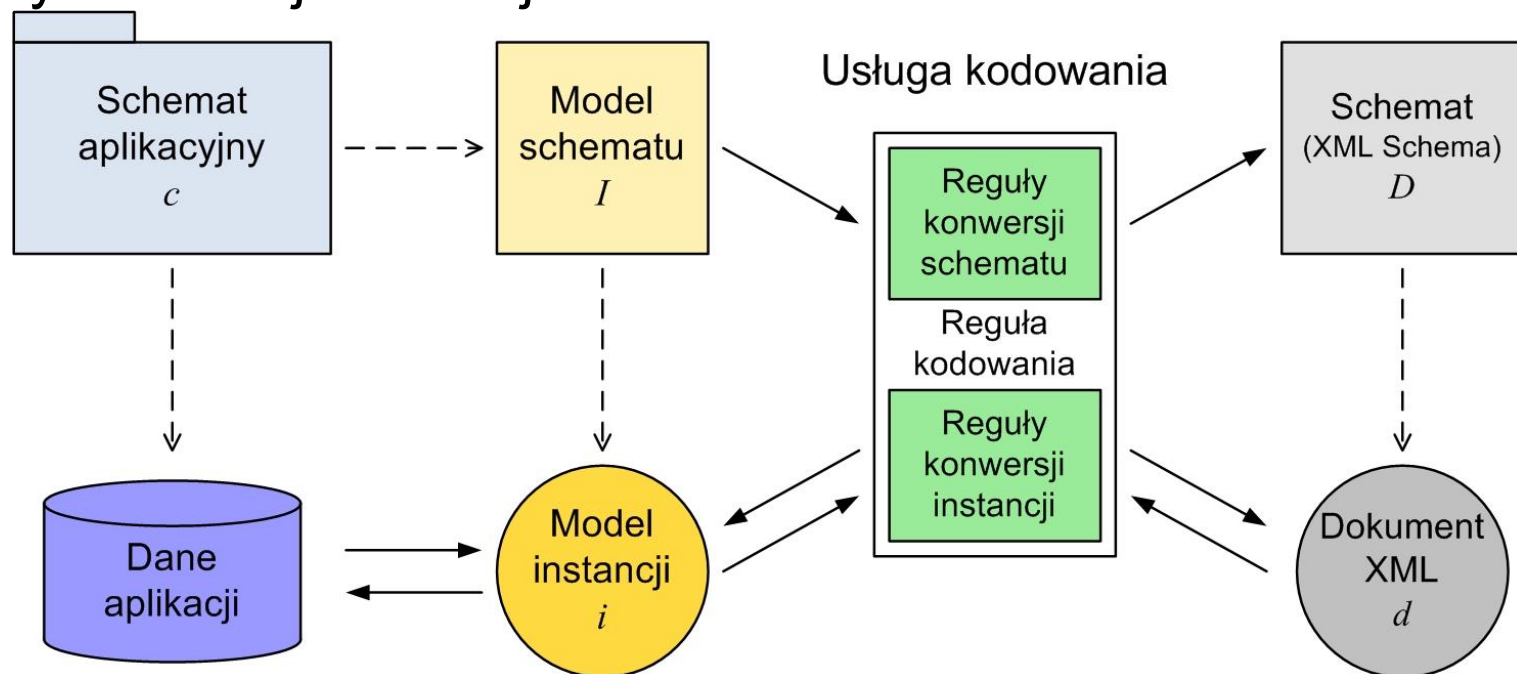 Schemat
aplikacyjny
c
Model
schematu
I
Usługa kodowania
Reguły
konwersji
schematu
Reguła
kodowania
Reguły
konwersji
instancji
Schemat
(XML Schema)
D
Dane
aplikacji
Model
instancji
i
Dokument
XML
d